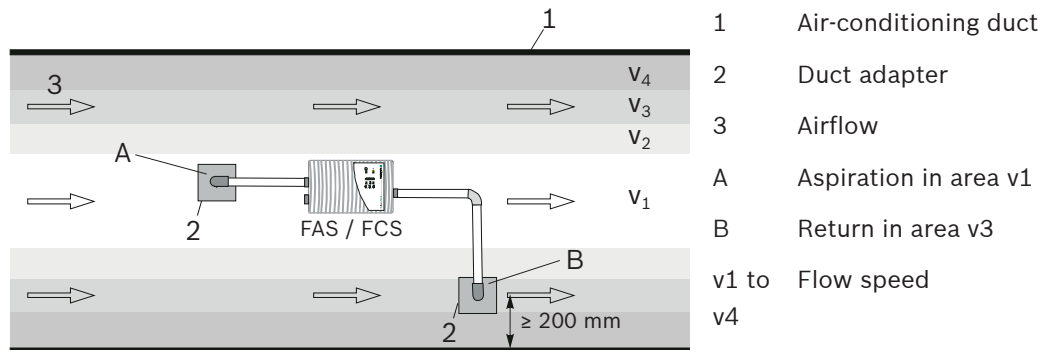 1
3
v₄
v₃
v₂
A
v₁
2
FAS / FCS
B
2
≥ 200 mm
1 Air-conditioning duct
2 Duct adapter
3 Airflow
A Aspiration in area v1
B Return in area v3
v1 to Flow speed
v4